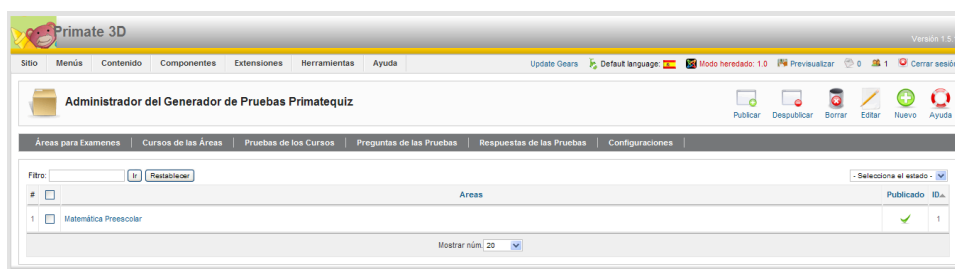 Primate 3D
Versión 1.5.
Sitio Menús Contenido Componentes Extensiones Herramientas Ayuda Update Gears Default language: Modo heredado: 1.0 Previsualizar 0 1 Cerrar sesión
Administrador del Generador de Pruebas Primatequiz
Publicar Despublicar Borrar Editar Nuevo Ayuda
Áreas para Examenes | Cursos de las Áreas | Pruebas de los Cursos | Preguntas de las Pruebas | Respuestas de las Pruebas | Configuraciones |
Filtro: Ir Restablecer - Selecciona el estado -
# Areas Publicado ID
1 Matemática Preescolar 1
Mostrar núm. 20